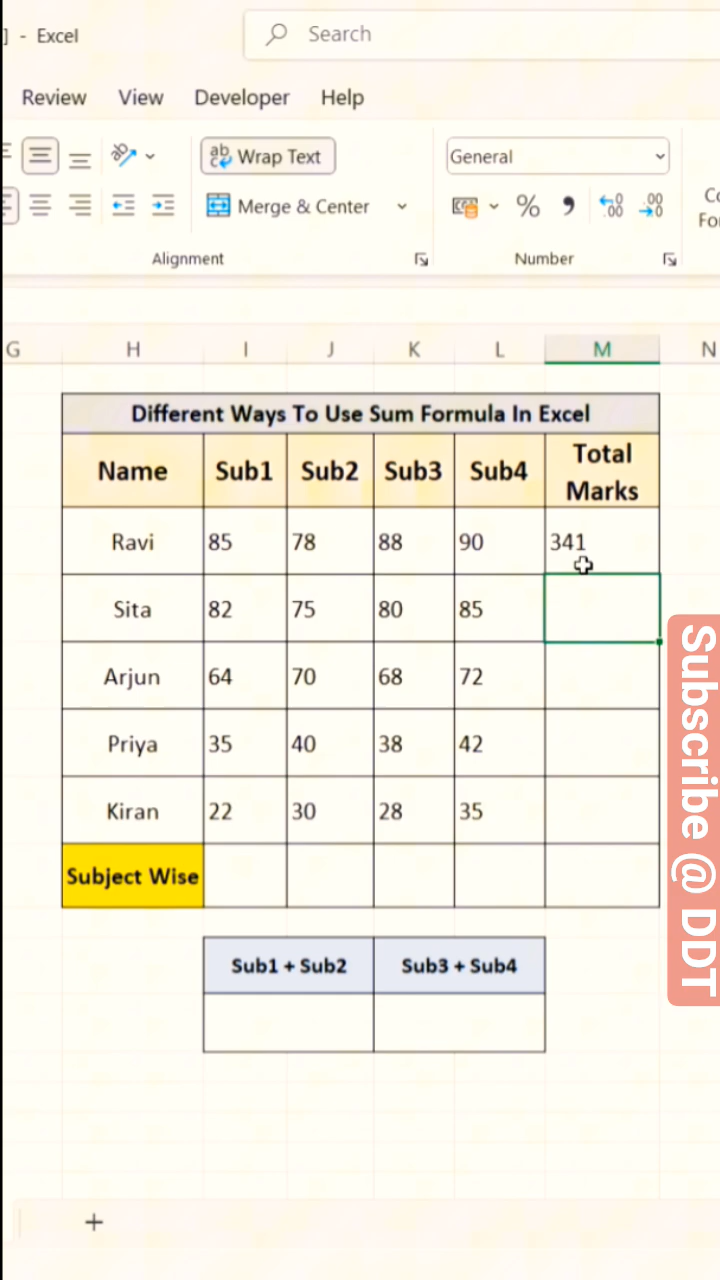 ] - Excel
Search
Review View Developer Help
ab Wrap Text
General
Merge & Center
% , .00 .00
Alignment
Number
G H I J K L M N
Different Ways To Use Sum Formula In Excel
Name Sub1 Sub2 Sub3 Sub4 Total Marks
Ravi 85 78 88 90 341
Sita 82 75 80 85
Arjun 64 70 68 72
Priya 35 40 38 42
Kiran 22 30 28 35
Subject Wise
Sub1 + Sub2 Sub3 + Sub4
Subscribe @ DDT